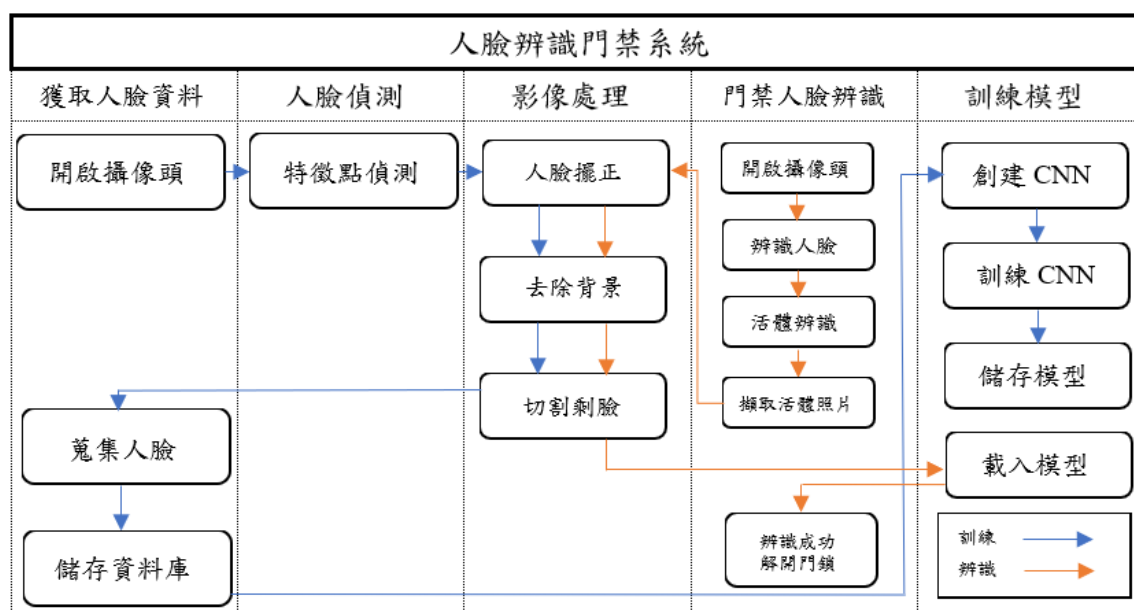 人臉辨識門禁系統
獲取人臉資料
人臉偵測
影像處理
門禁人臉辨識
訓練模型
開啟攝像頭
特徵點偵測
人臉擺正
開啟攝像頭
創建 CNN
辨識人臉
去除背景
訓練 CNN
活體辨識
儲存模型
切割剩臉
擷取活體照片
蒐集人臉
載入模型
儲存資料庫
辨識成功
解開門鎖
訓練
辨識